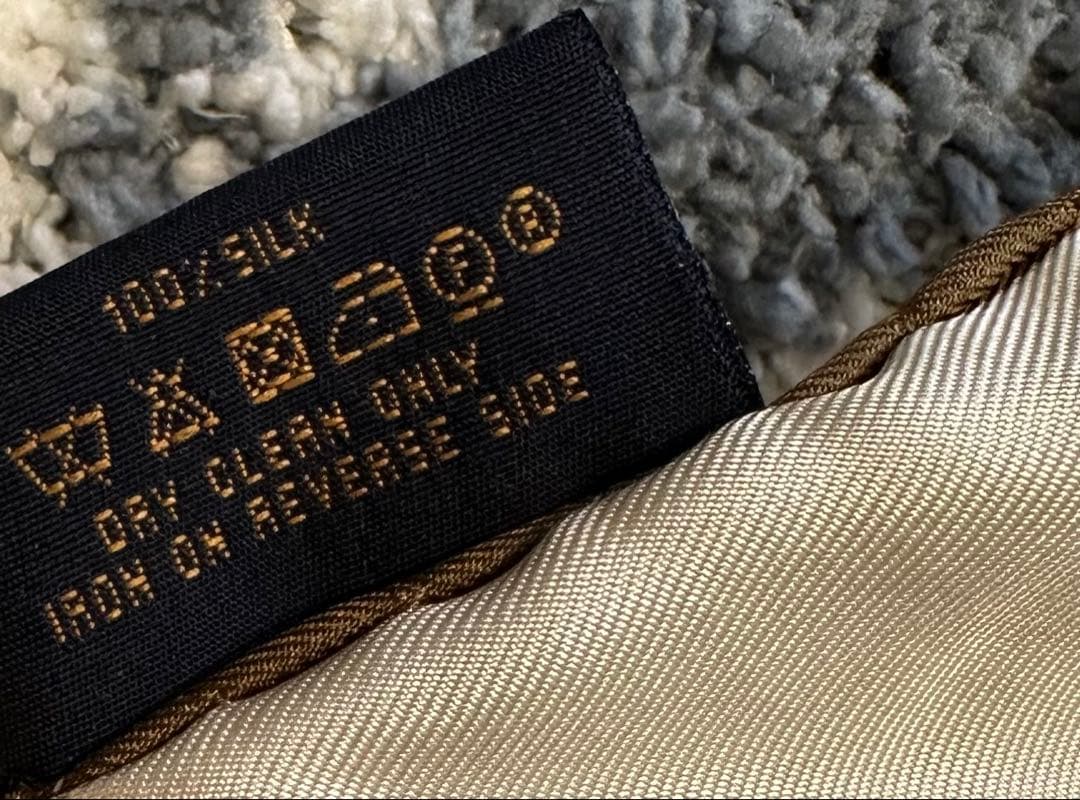 100% SILK
F R
DRY CLEAN ONLY
IRON ON REVERSE SIDE